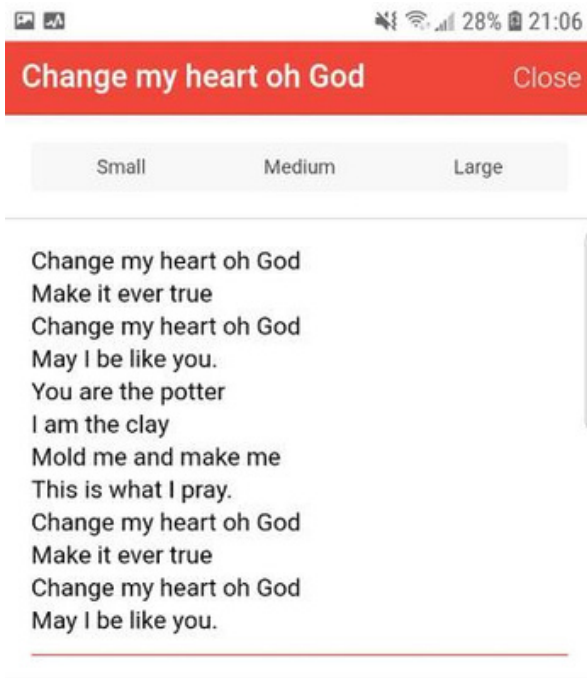 28% 21:06
Change my heart oh God Close
Small Medium Large
Change my heart oh God
Make it ever true
Change my heart oh God
May I be like you.
You are the potter
I am the clay
Mold me and make me
This is what I pray.
Change my heart oh God
Make it ever true
Change my heart oh God
May I be like you.